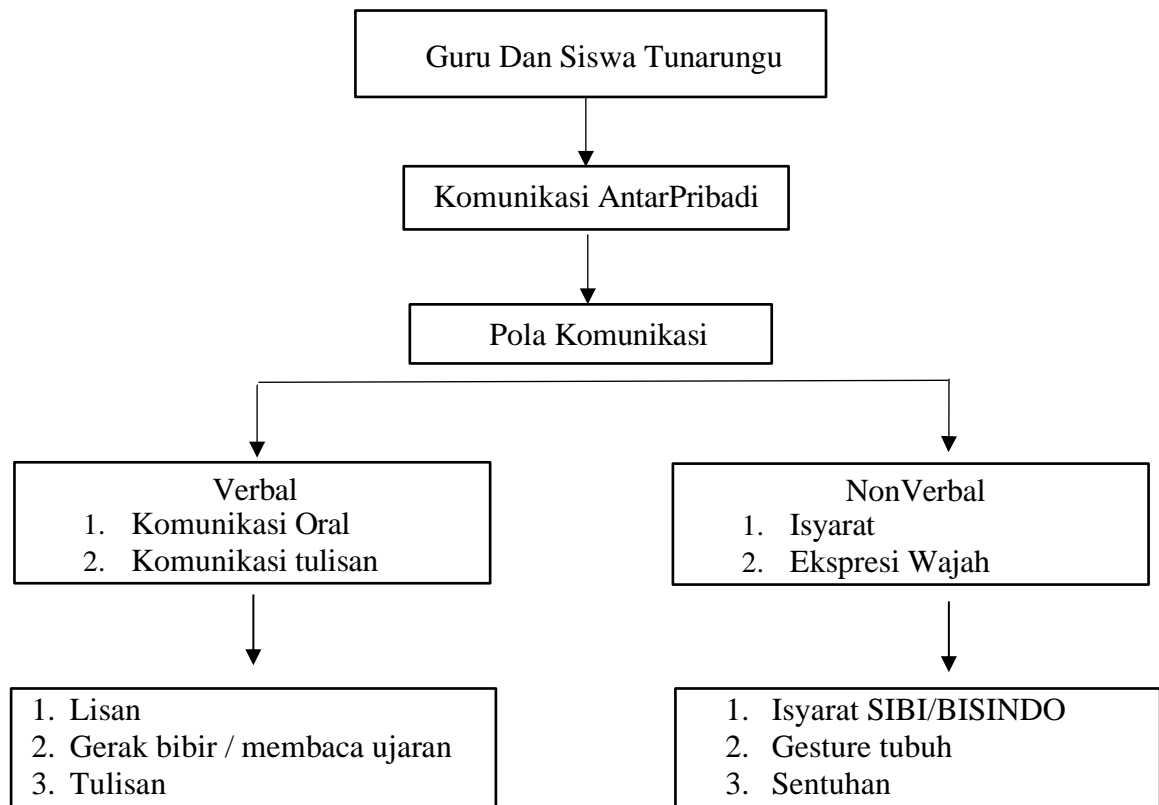 Guru Dan Siswa Tunarungu
Komunikasi AntarPribadi
Pola Komunikasi
Verbal
1. Komunikasi Oral
2. Komunikasi tulisan
NonVerbal
1. Isyarat
2. Ekspresi Wajah
1. Lisan
2. Gerak bibir / membaca ujaran
3. Tulisan
1. Isyarat SIBI/BISINDO
2. Gesture tubuh
3. Sentuhan